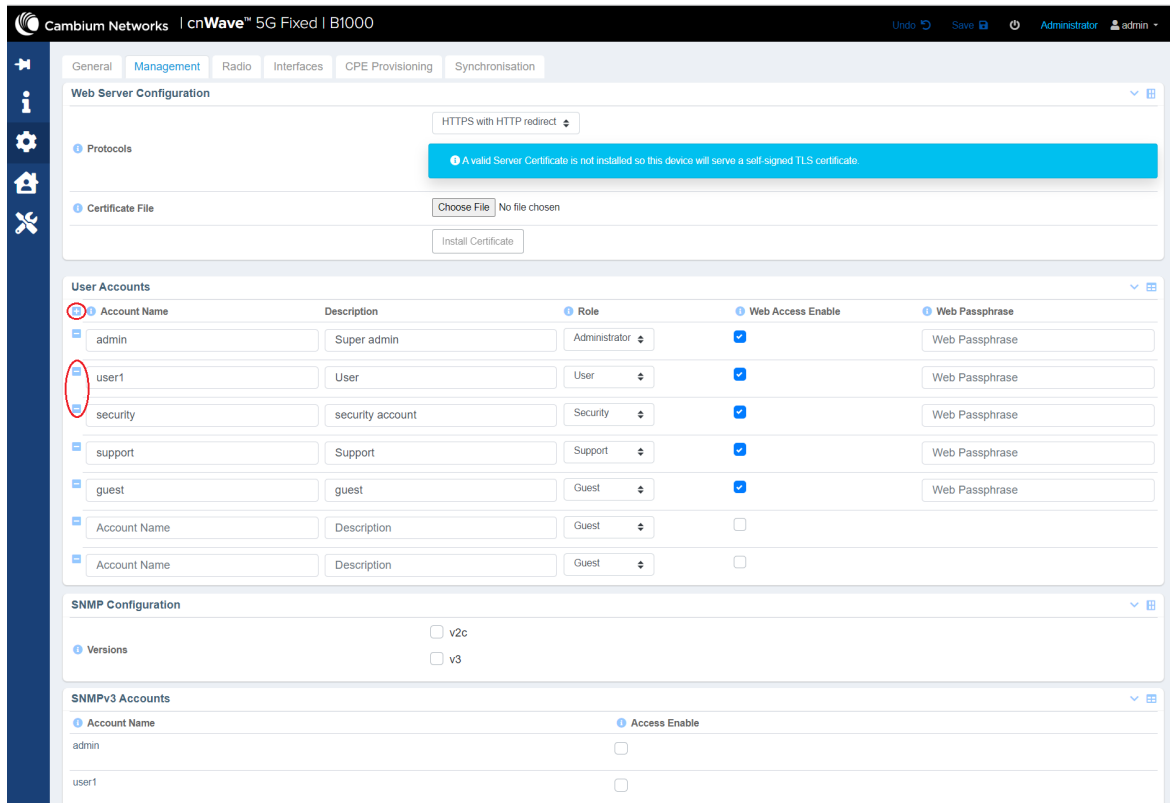 Cambium Networks | cnWave™ 5G Fixed | B1000
Undo Save Administrator admin
General Management Radio Interfaces CPE Provisioning Synchronisation
Web Server Configuration
HTTPS with HTTP redirect
Protocols
A valid Server Certificate is not installed so this device will serve a self-signed TLS certificate.
Certificate File Choose File No file chosen
Install Certificate
User Accounts
Account Name Description Role Web Access Enable Web Passphrase
admin Super admin Administrator Web Passphrase
user1 User User Web Passphrase
security security account Security Web Passphrase
support Support Support Web Passphrase
guest guest Guest Web Passphrase
Account Name Description Guest
Account Name Description Guest
SNMP Configuration
v2c
Versions
v3
SNMPv3 Accounts
Account Name Access Enable
admin
user1